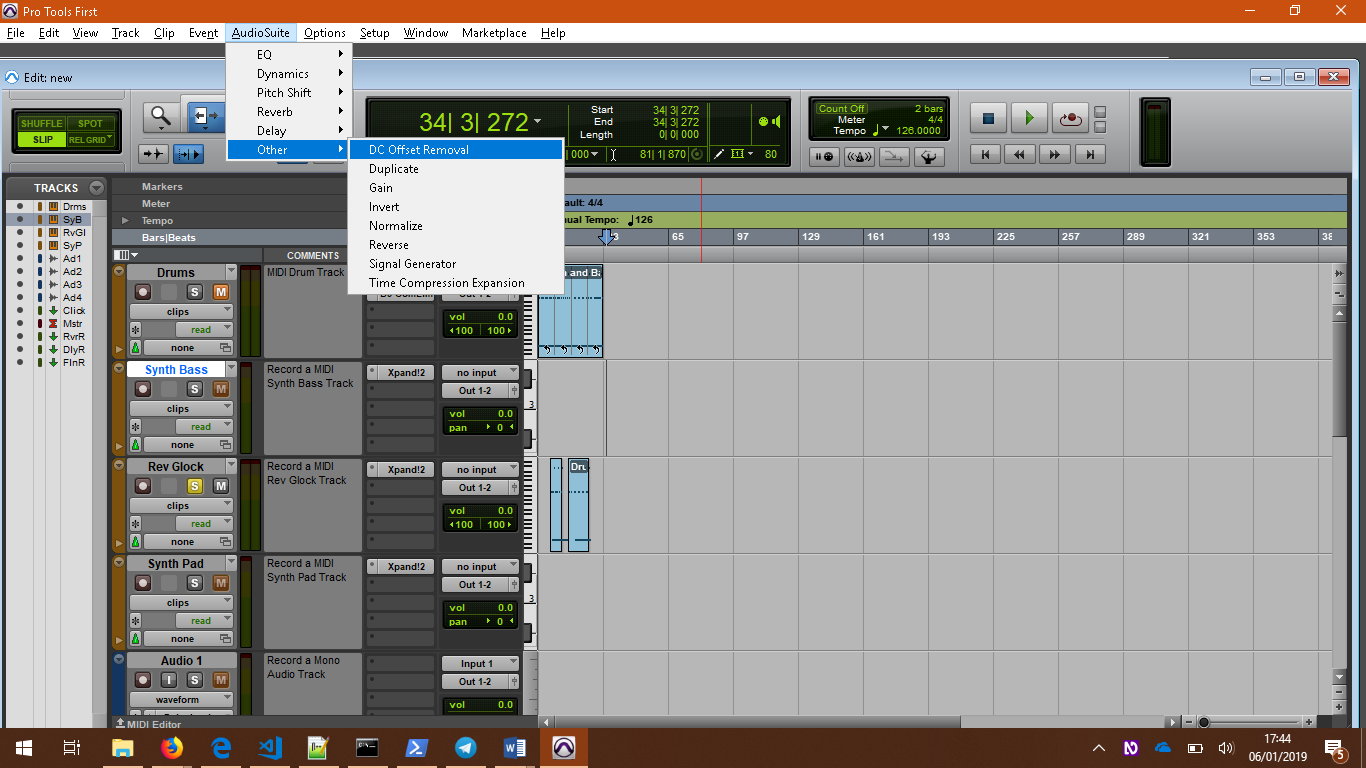 Pro Tools First
File Edit View Track Clip Event AudioSuite Options Setup Window Marketplace Help
Edit: new
EQ
Dynamics
Pitch Shift
Reverb
Delay
Other
DC Offset Removal
Duplicate
Gain
Invert
Normalize
Reverse
Signal Generator
Time Compression Expansion
SHUFFLE SPOT
SLIP REL GRID
34| 3| 272
Start 34| 3| 272
End 34| 3| 272
Length 0| 0| 000
000 81| 1| 870 80
Count Off 2 bars
Meter 4/4
Tempo 126.0000
TRACKS
Drms
SyB
RvGl
SyP
Ad1
Ad2
Ad3
Ad4
Click
Mstr
RvrR
DlyR
FlnR
Markers
Meter
Tempo
Bars|Beats
ault: 4/4
nual Tempo: 126
3 65 97 129 161 193 225 257 289 321 353 38
COMMENTS
Drums
MIDI Drum Track
S M
clips
read
none
Out 1-2
vol 0.0
100 100
and Ba
Synth Bass
Record a MIDI
Synth Bass Track
S M
clips
read
none
Xpand!2
no input
Out 1-2
vol 0.0
pan 0
3
Rev Glock
Record a MIDI
Rev Glock Track
S M
clips
read
none
Xpand!2
no input
Out 1-2
vol 0.0
100 100
Dru
Synth Pad
Record a MIDI
Synth Pad Track
S M
clips
read
none
Xpand!2
no input
Out 1-2
vol 0.0
pan 0
3
Audio 1
Record a Mono
Audio Track
I S M
waveform
Input 1
Out 1-2
vol 0.0
MIDI Editor
17:44
06/01/2019
5